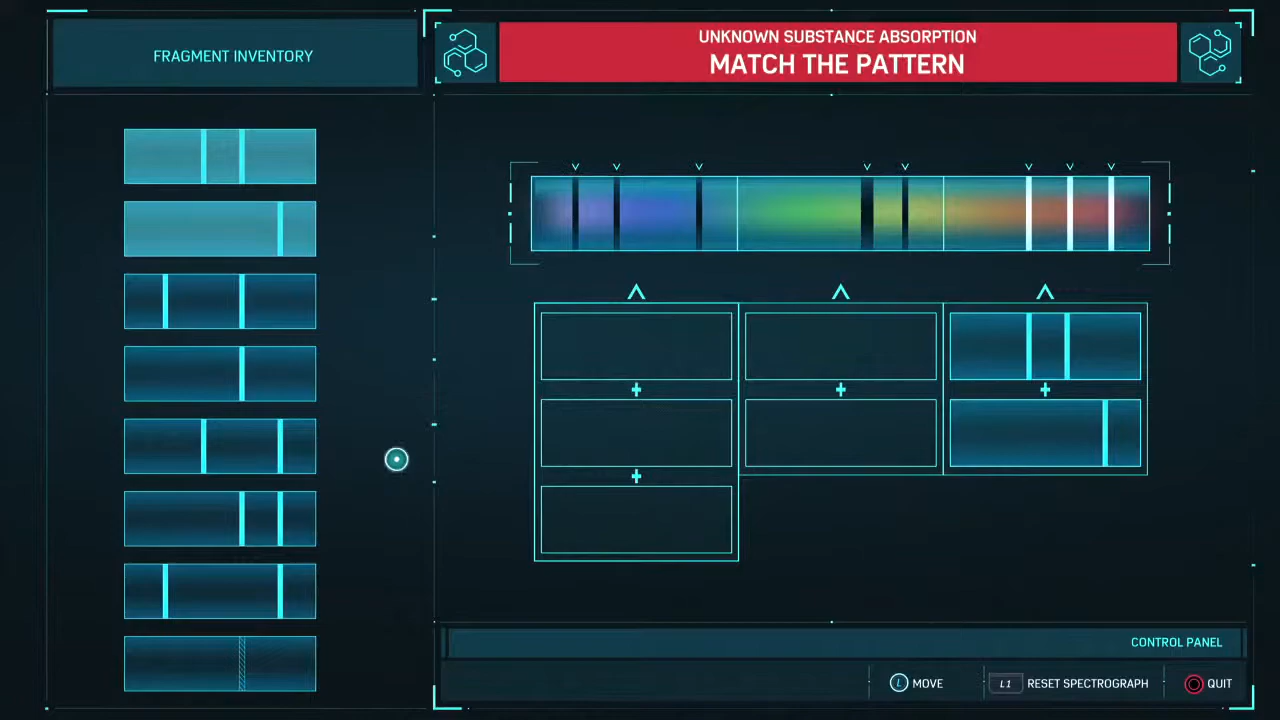 FRAGMENT INVENTORY
UNKNOWN SUBSTANCE ABSORPTION
MATCH THE PATTERN
CONTROL PANEL
L MOVE
L1 RESET SPECTROGRAPH
QUIT